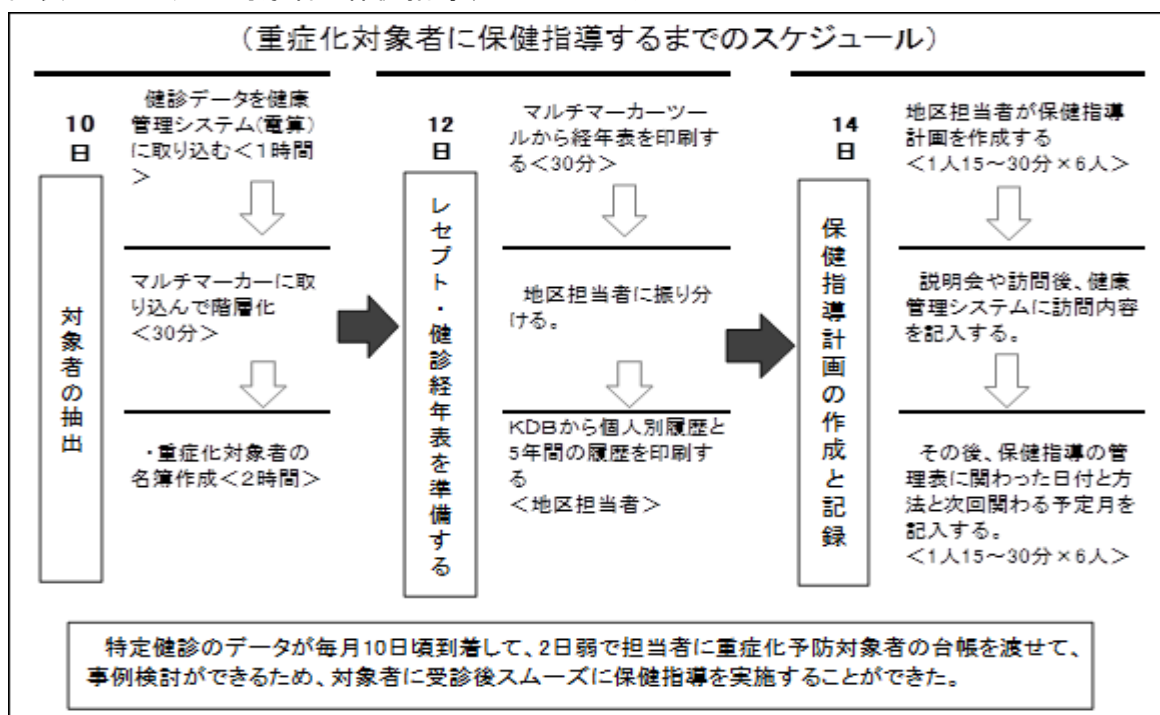 （重症化対象者に保健指導するまでのスケジュール）
10
日
対象者の抽出
健診データを健康
管理システム(電算)
に取り込む＜１時間
＞
マルチマーカーに取
り込んで階層化
＜30分＞
・重症化対象者の
名簿作成＜２時間＞
12
日
レセプト・健診経年表を準備する
マルチマーカーツー
ルから経年表を印刷す
る＜30分＞
地区担当者に振り分
ける。
KDBから個人別履歴と
5年間の履歴を印刷す
る
＜地区担当者＞
14
日
保健指導計画の作成と記録
地区担当者が保健指導
計画を作成する
＜1人15～30分×6人＞
説明会や訪問後、健康
管理システムに訪問内容
を記入する。
その後、保健指導の管
理表に関わった日付と方
法と次回関わる予定月を
記入する。
＜1人15～30分×6人＞
特定健診のデータが毎月10日頃到着して、2日弱で担当者に重症化予防対象者の台帳を渡せて、
事例検討ができるため、対象者に受診後スムーズに保健指導を実施することができた。